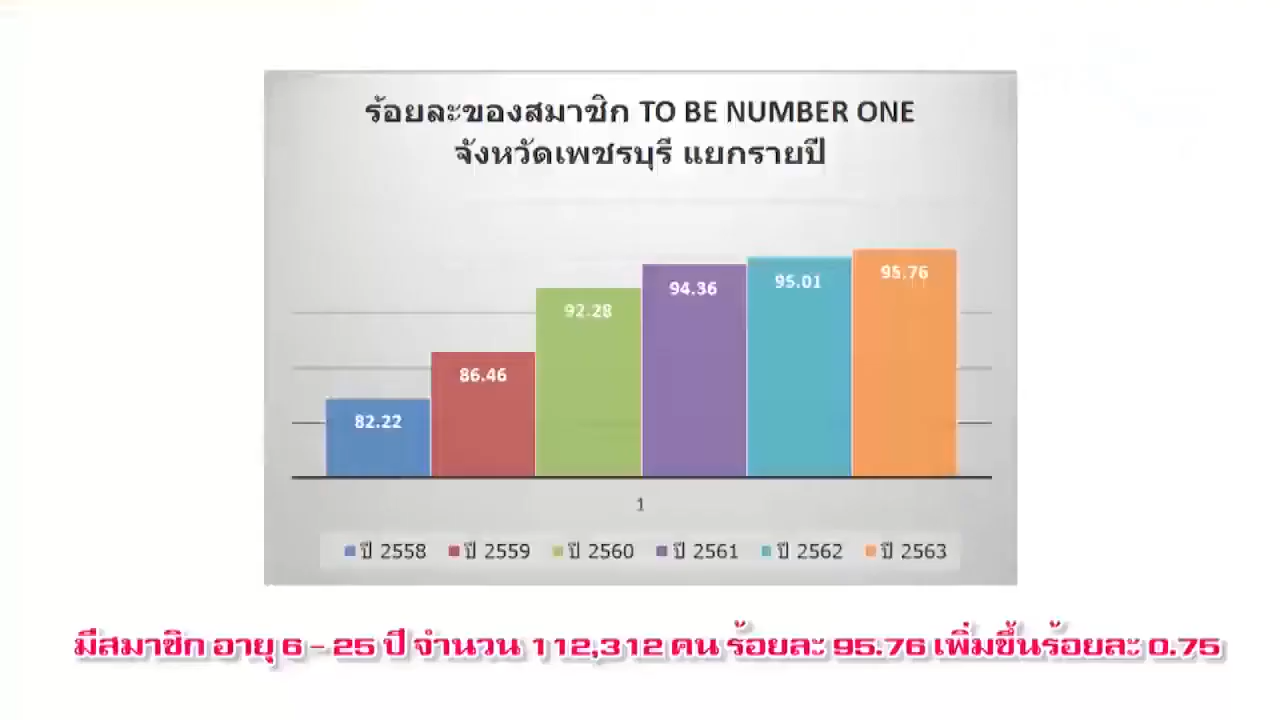 ร้อยละของสมาชิก TO BE NUMBER ONE
จังหวัดเพชรบุรี แยกรายปี
82.22 86.46 92.28 94.36 95.01 95.76
1
ปี 2558 ปี 2559 ปี 2560 ปี 2561 ปี 2562 ปี 2563
มีสมาชิก อายุ 6 – 25 ปี จำนวน 112,312 คน ร้อยละ 95.76 เพิ่มขึ้นร้อยละ 0.75